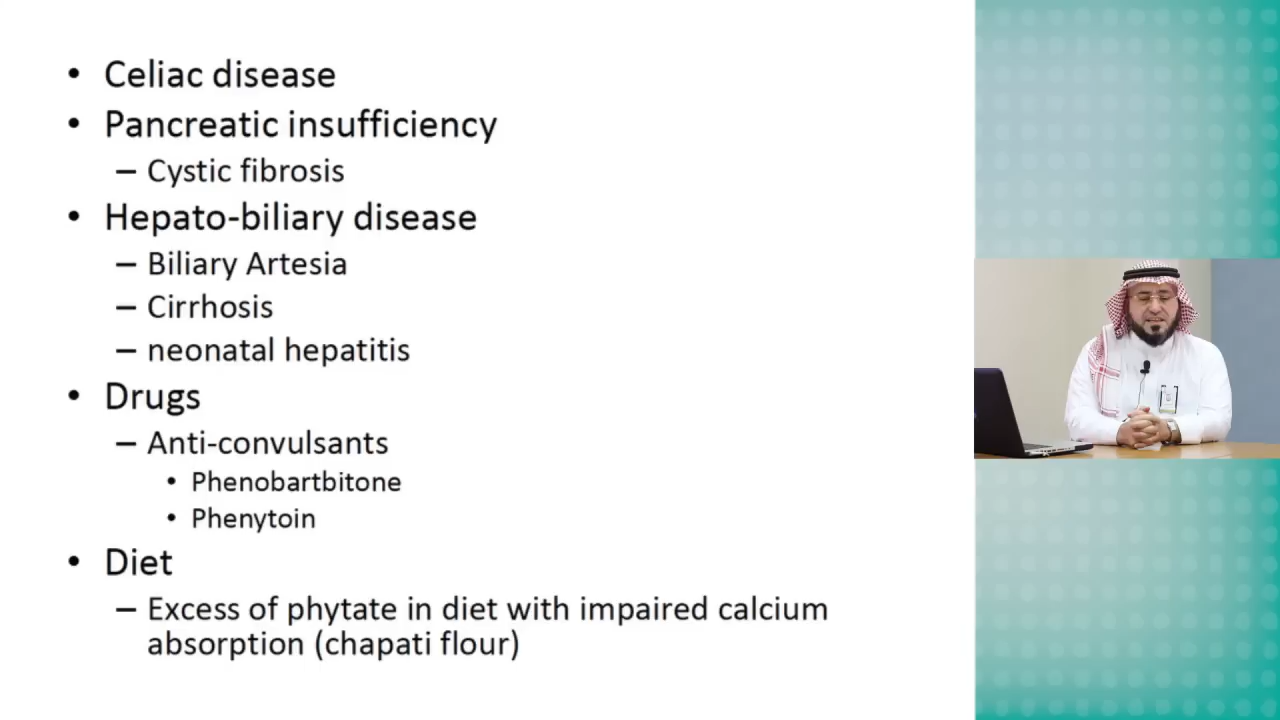 • Celiac disease
• Pancreatic insufficiency
– Cystic fibrosis
• Hepato-biliary disease
– Biliary Artesia
– Cirrhosis
– neonatal hepatitis
• Drugs
– Anti-convulsants
• Phenobartbitone
• Phenytoin
• Diet
– Excess of phytate in diet with impaired calcium
absorption (chapati flour)